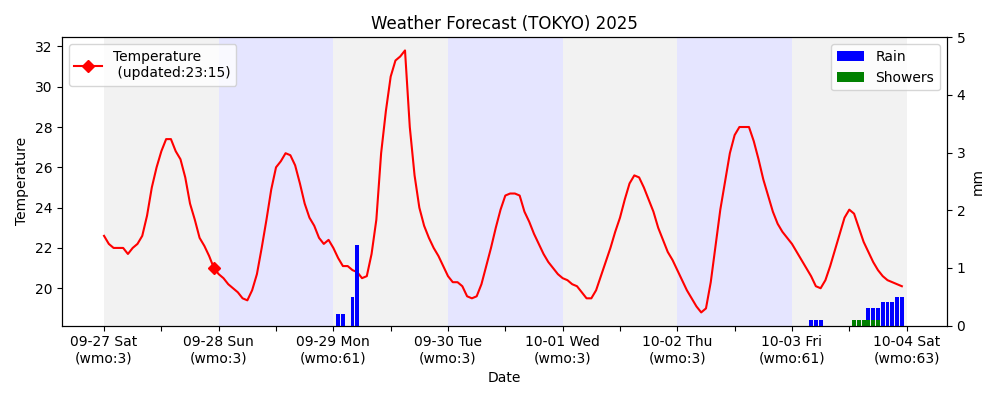 Weather Forecast (TOKYO) 2025
Temperature
(updated:23:15)
Rain
Showers
Temperature
32
30
28
26
24
22
20
5
4
3
2
1
0
mm
09-27 Sat
(wmo:3)
09-28 Sun
(wmo:3)
09-29 Mon
(wmo:61)
09-30 Tue
(wmo:3)
10-01 Wed
(wmo:3)
10-02 Thu
(wmo:3)
10-03 Fri
(wmo:61)
10-04 Sat
(wmo:63)
Date